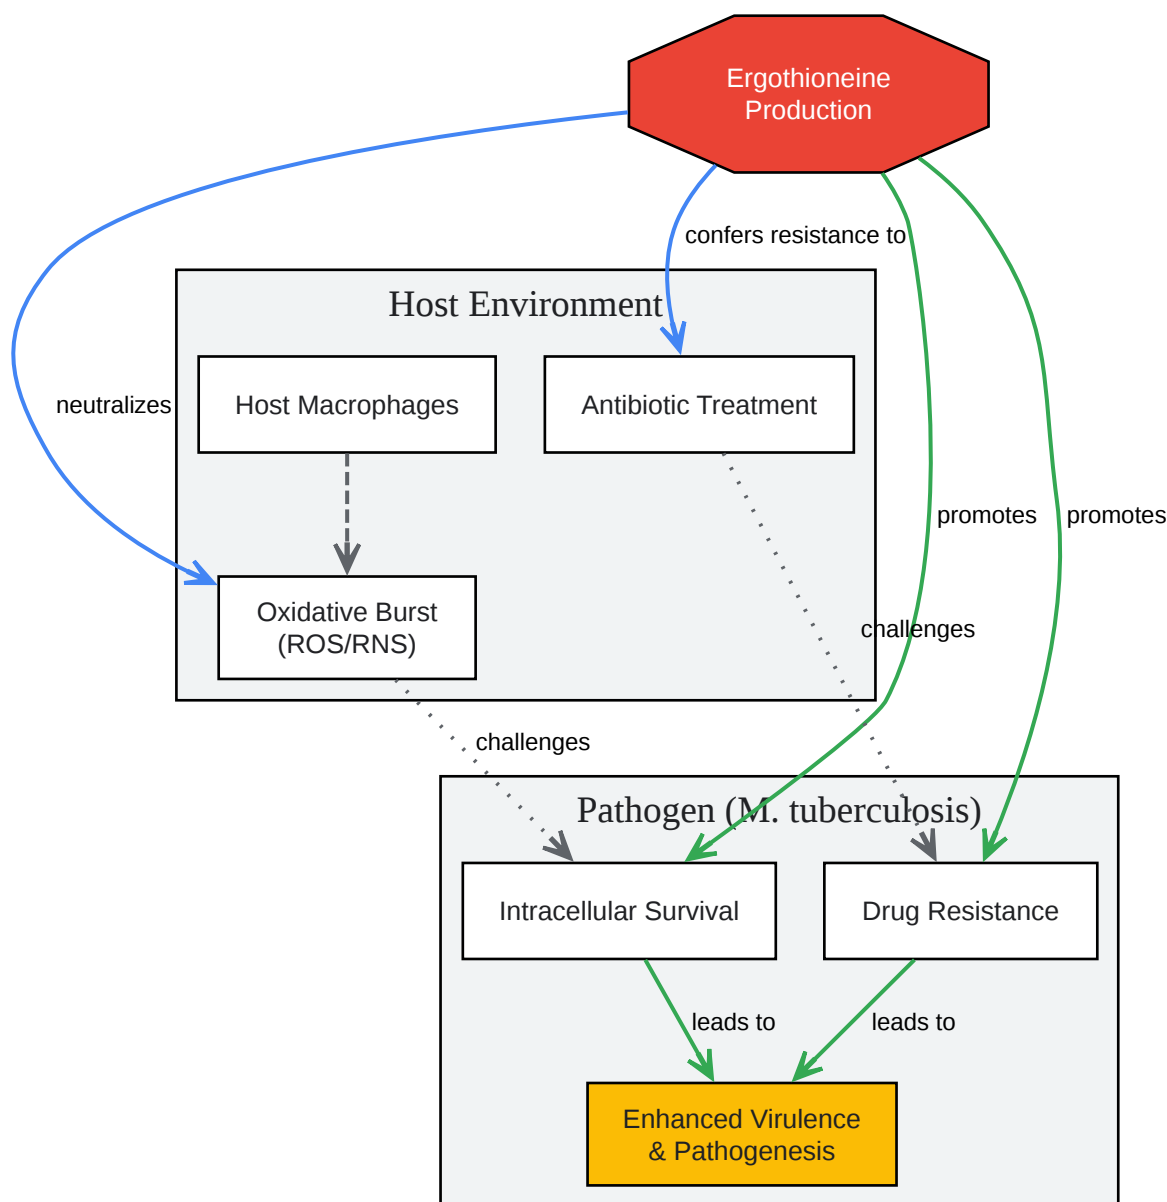 Ergothioneine
Production
confers resistance to
Host Environment
neutralizes
Host Macrophages
Antibiotic Treatment
promotes
promotes
Oxidative Burst
(ROS/RNS)
challenges
challenges
Pathogen (M. tuberculosis)
Intracellular Survival
Drug Resistance
leads to
leads to
Enhanced Virulence
& Pathogenesis